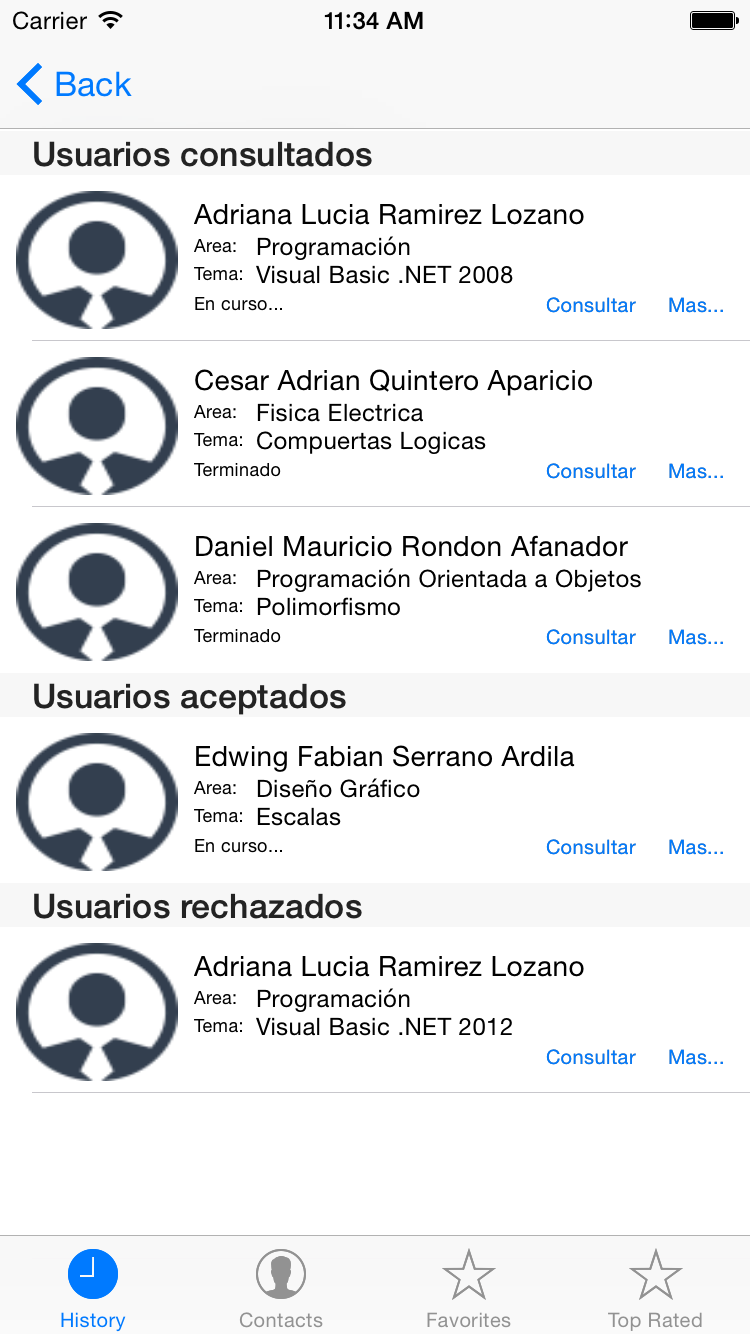 Carrier 11:34 AM
Back
Usuarios consultados
Adriana Lucia Ramirez Lozano
Area: Programación
Tema: Visual Basic .NET 2008
En curso... Consultar Mas...
Cesar Adrian Quintero Aparicio
Area: Fisica Electrica
Tema: Compuertas Logicas
Terminado Consultar Mas...
Daniel Mauricio Rondon Afanador
Area: Programación Orientada a Objetos
Tema: Polimorfismo
Terminado Consultar Mas...
Usuarios aceptados
Edwing Fabian Serrano Ardila
Area: Diseño Gráfico
Tema: Escalas
En curso... Consultar Mas...
Usuarios rechazados
Adriana Lucia Ramirez Lozano
Area: Programación
Tema: Visual Basic .NET 2012
Consultar Mas...
History Contacts Favorites Top Rated